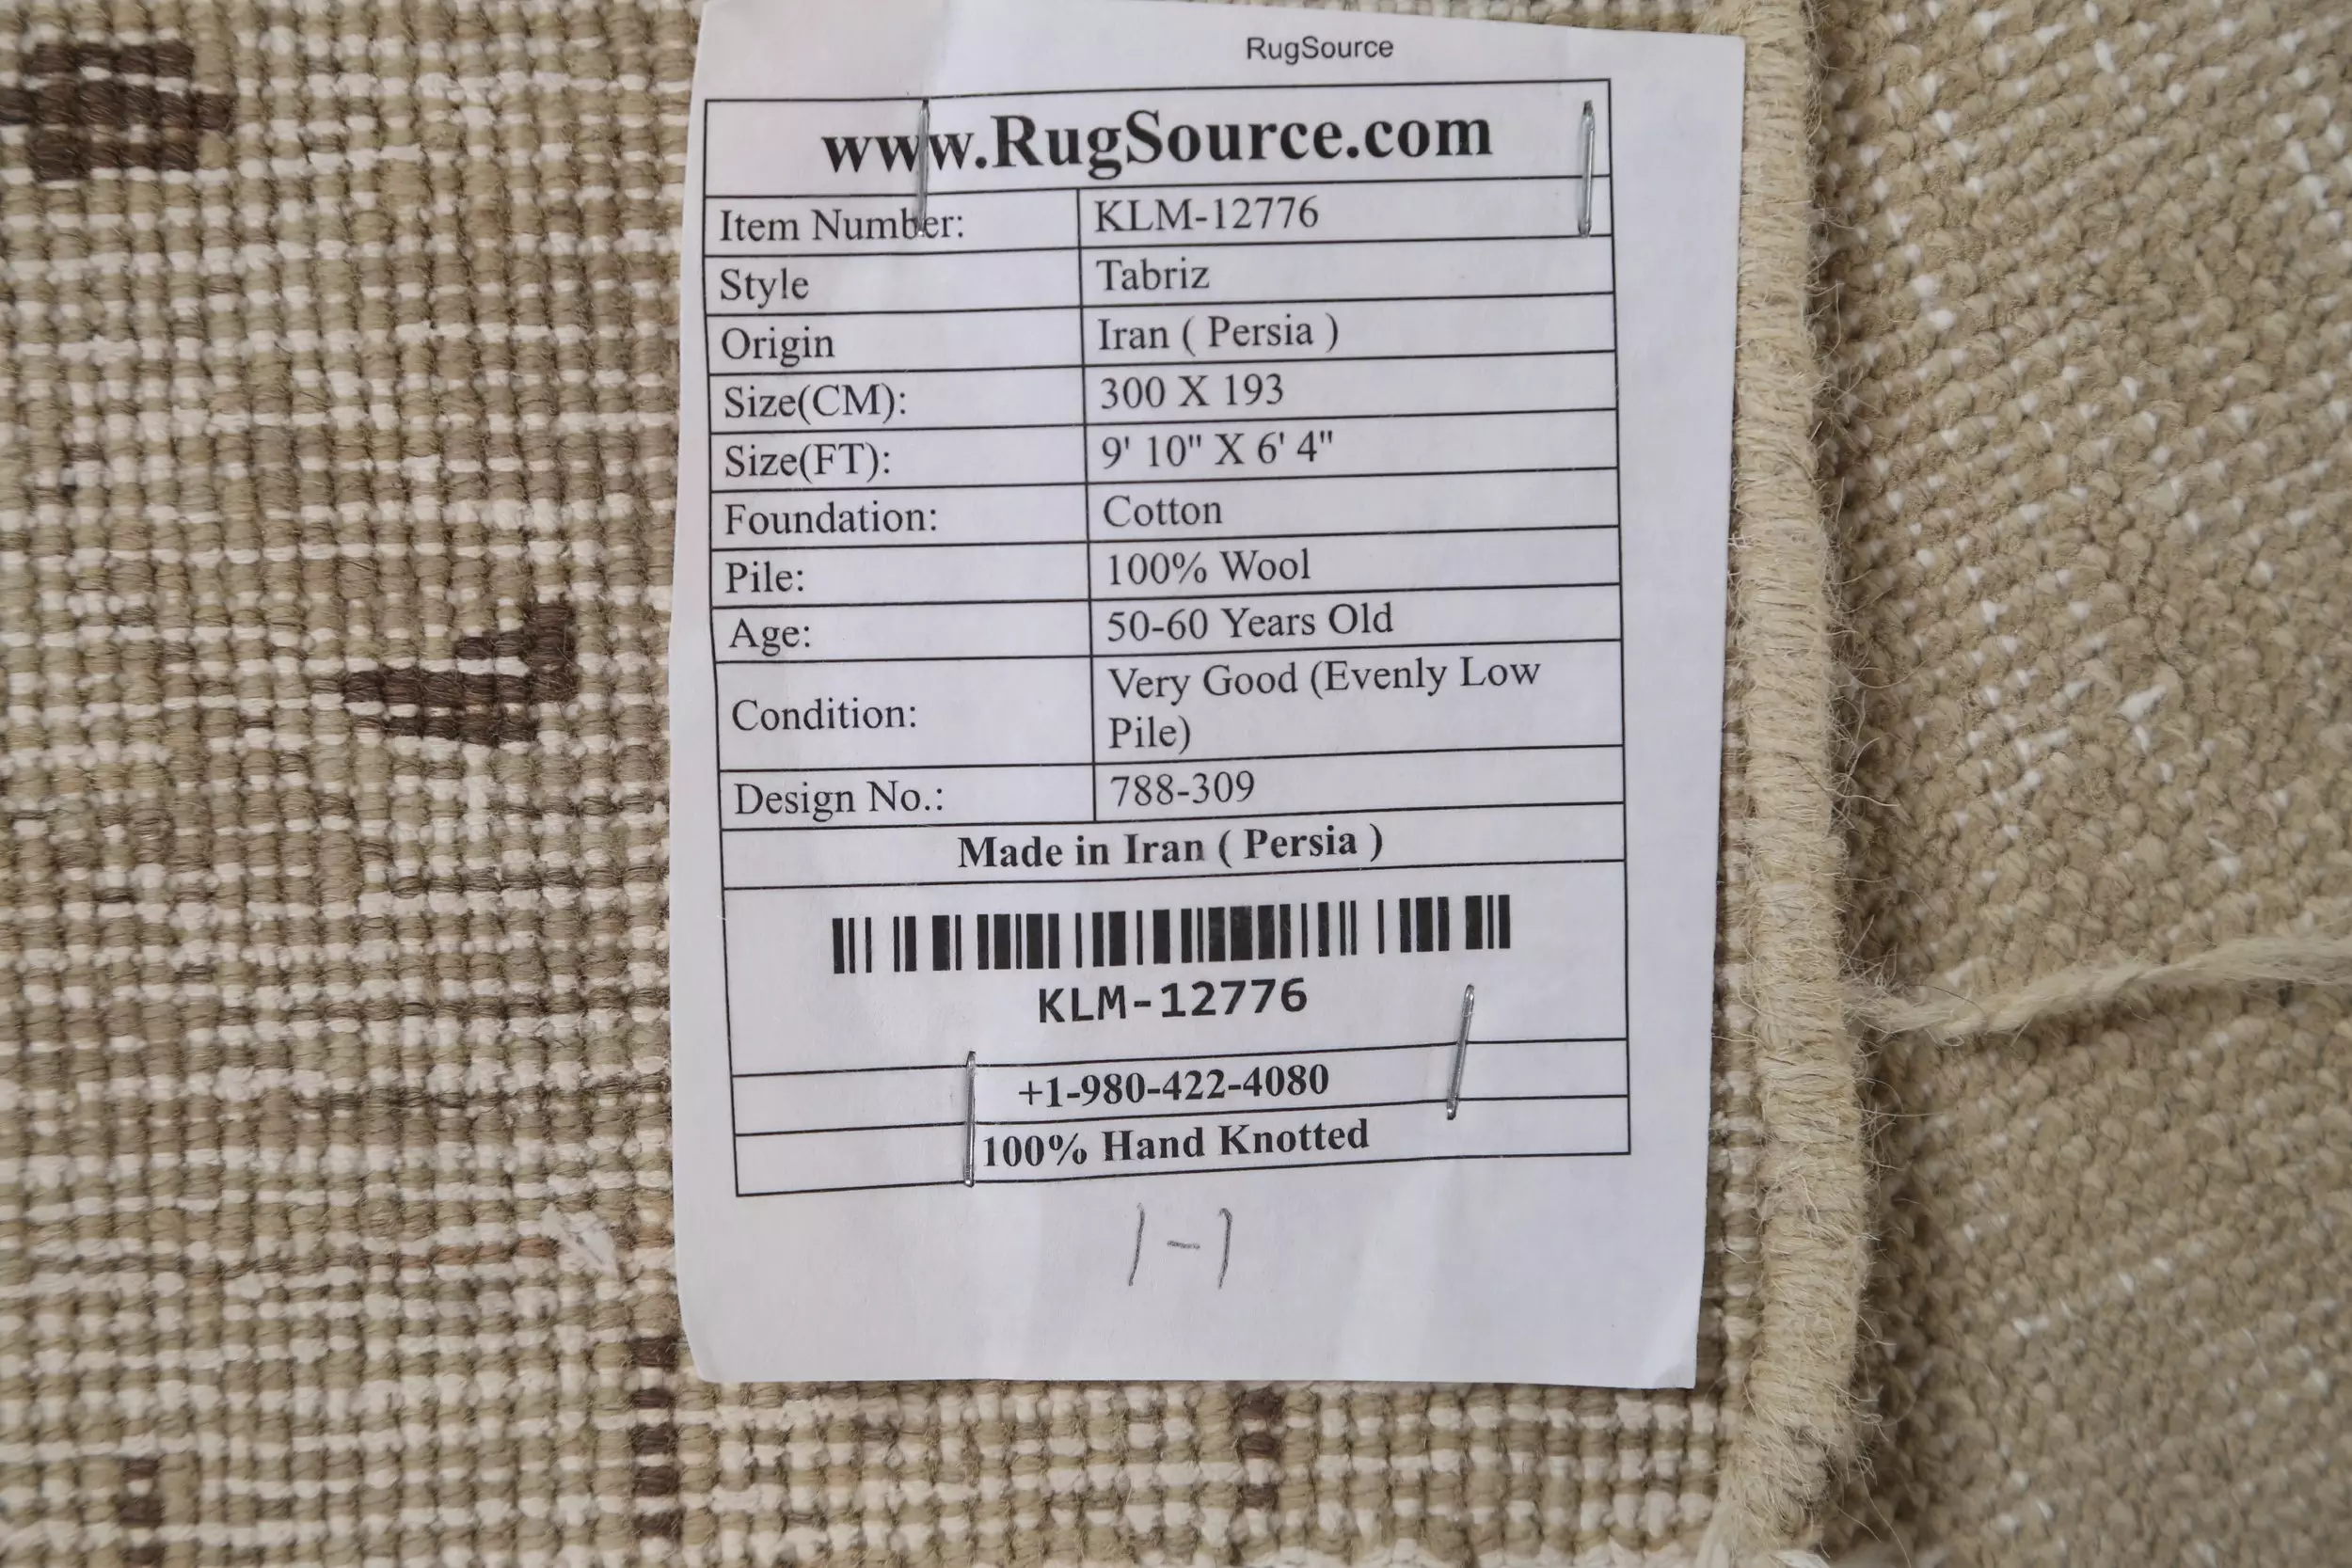 RugSource
www.RugSource.com
Item Number: KLM-12776
Style Tabriz
Origin Iran ( Persia )
Size(CM): 300 X 193
Size(FT): 9' 10" X 6' 4"
Foundation: Cotton
Pile: 100% Wool
Age: 50-60 Years Old
Condition: Very Good (Evenly Low
Pile)
Design No.: 788-309
Made in Iran ( Persia )
KLM-12776
+1-980-422-4080
100% Hand Knotted
1-1